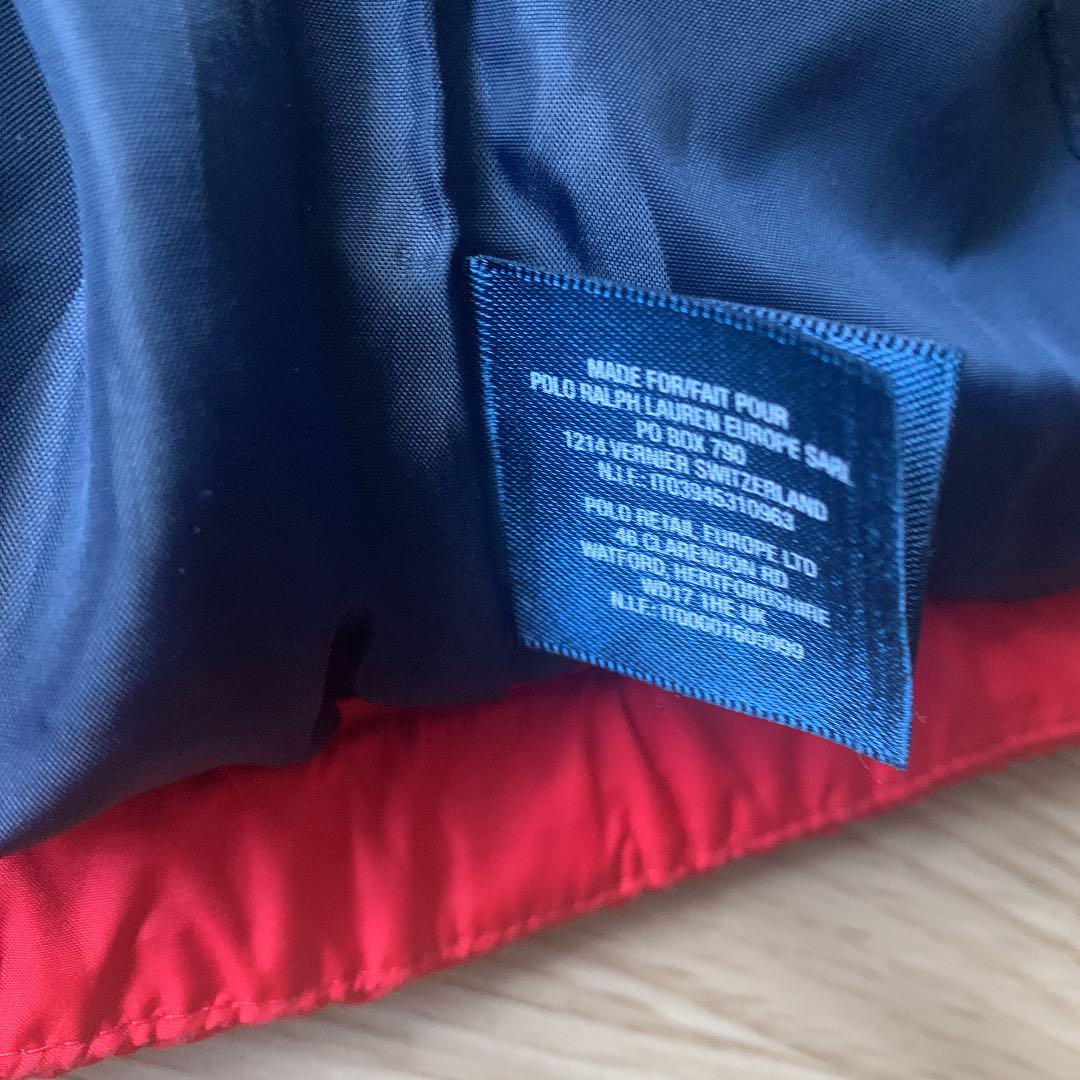 MADE FOR/FAIT POUR
POLO RALPH LAUREN EUROPE SARL
PO BOX 790
1214 VERNIER SWITZERLAND
N.I.F: IT03945310963
POLO RETAIL EUROPE LTD
46 CLARENDON RD
WATFORD, HERTFORDSHIRE
WD17 1HE UK
N.I.F: IT00001609990